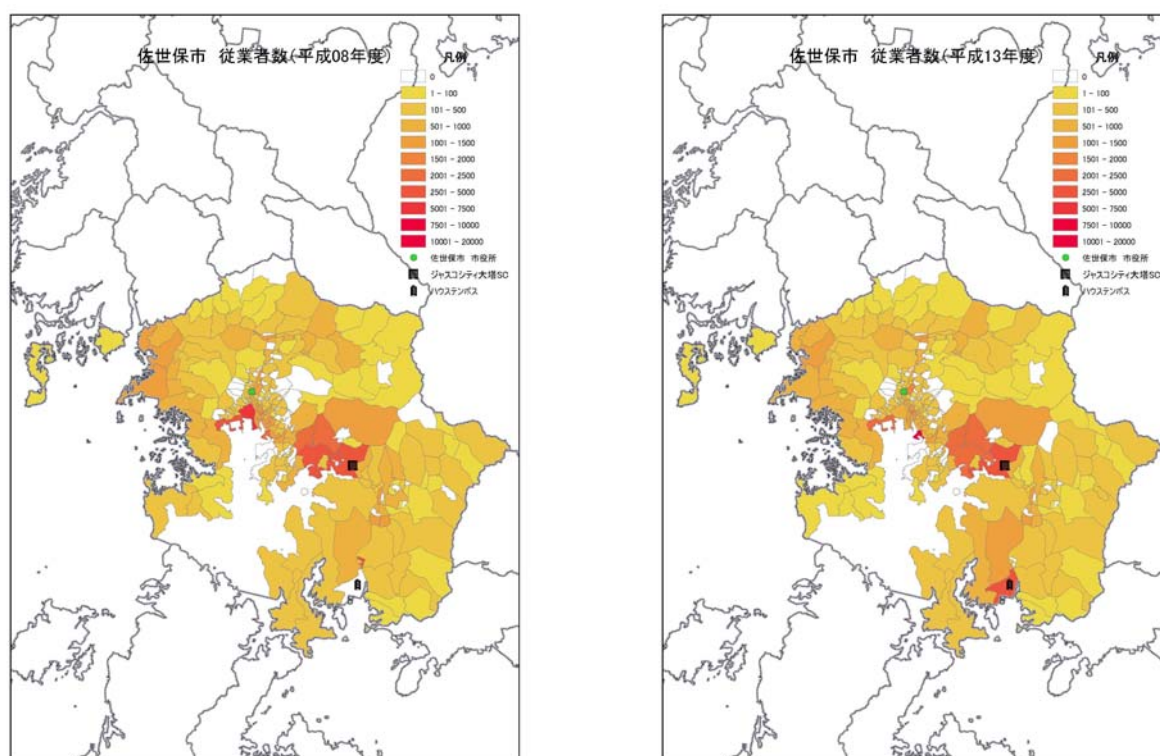 佐世保市 従業者数(平成08年度)
凡例
0
1 - 100
101 - 500
501 - 1000
1001 - 1500
1501 - 2000
2001 - 2500
2501 - 5000
5001 - 7500
7501 - 10000
10001 - 20000
佐世保市 市役所
ジャスコシティ大塔SC
ハウステンボス
佐世保市 従業者数(平成13年度)
凡例
0
1 - 100
101 - 500
501 - 1000
1001 - 1500
1501 - 2000
2001 - 2500
2501 - 5000
5001 - 7500
7501 - 10000
10001 - 20000
佐世保市 市役所
ジャスコシティ大塔SC
ハウステンボス